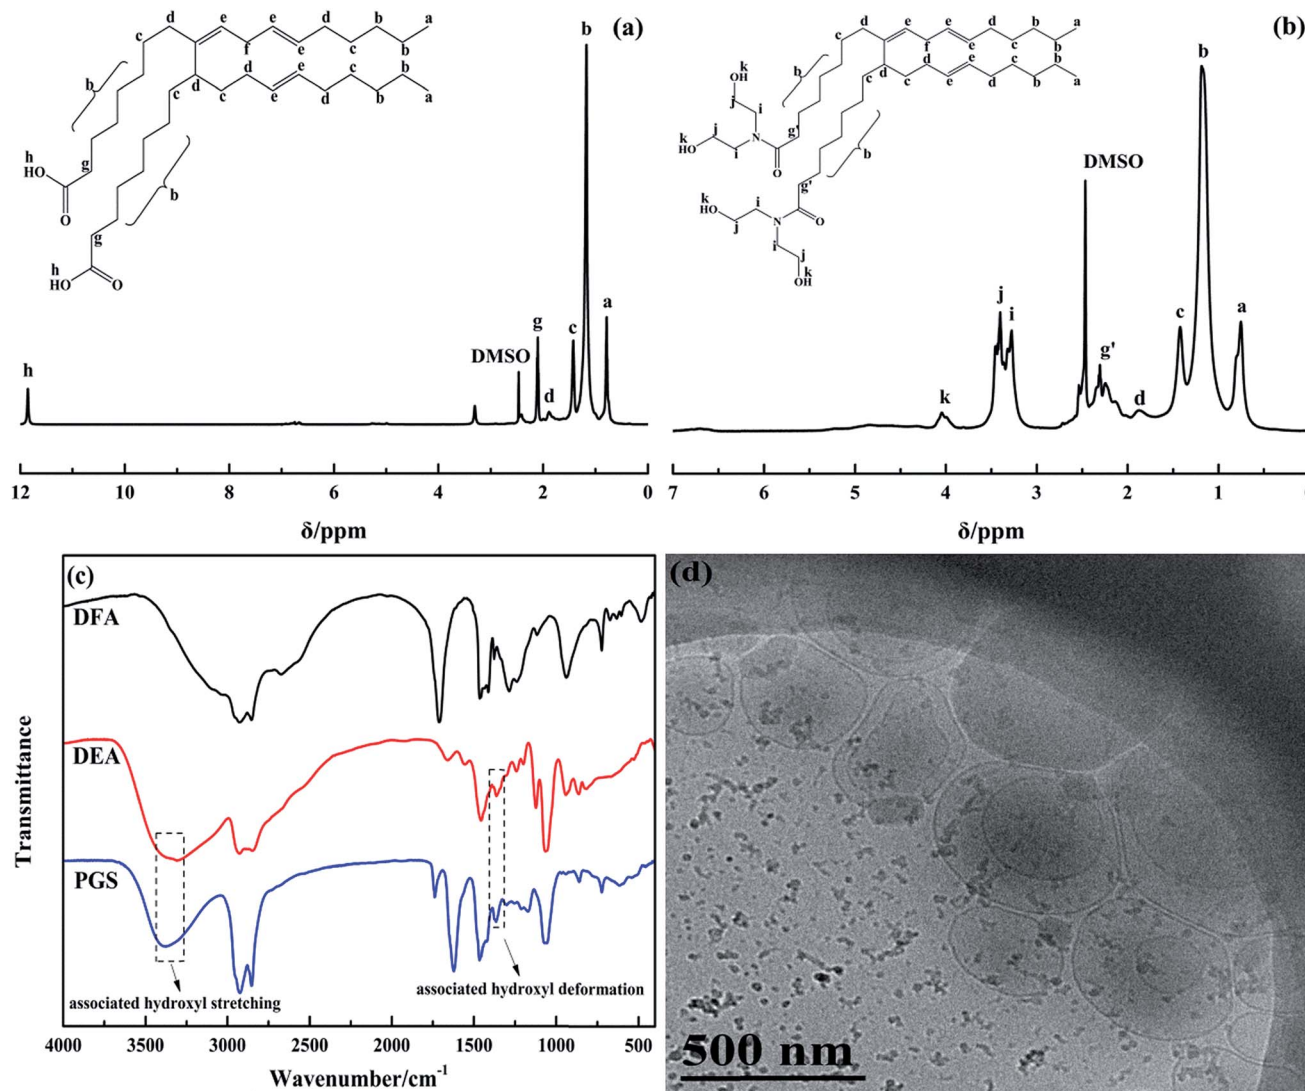 (a)
d e e d b a
c f e c b
d e c b
b c d c e d b a
h
HO g
O b
g
h
HO O
b
a
g c
DMSO
d
h
12 10 8 6 4 2 0
δ/ppm
(b)
d e e d b a
c f e c b
d e c b
b c d c e d b a
k
OH
j i
k j
HO i N g'
O b
g'
k
HO i
j N O
i j
k
OH
b
DMSO
j i
g'
c a
k d
7 6 5 4 3 2 1
δ/ppm
(c)
DFA
DEA
PGS
associated hydroxyl stretching
associated hydroxyl deformation
Transmittance
4000 3500 3000 2500 2000 1500 1000 500
Wavenumber/cm⁻¹
(d)
500 nm